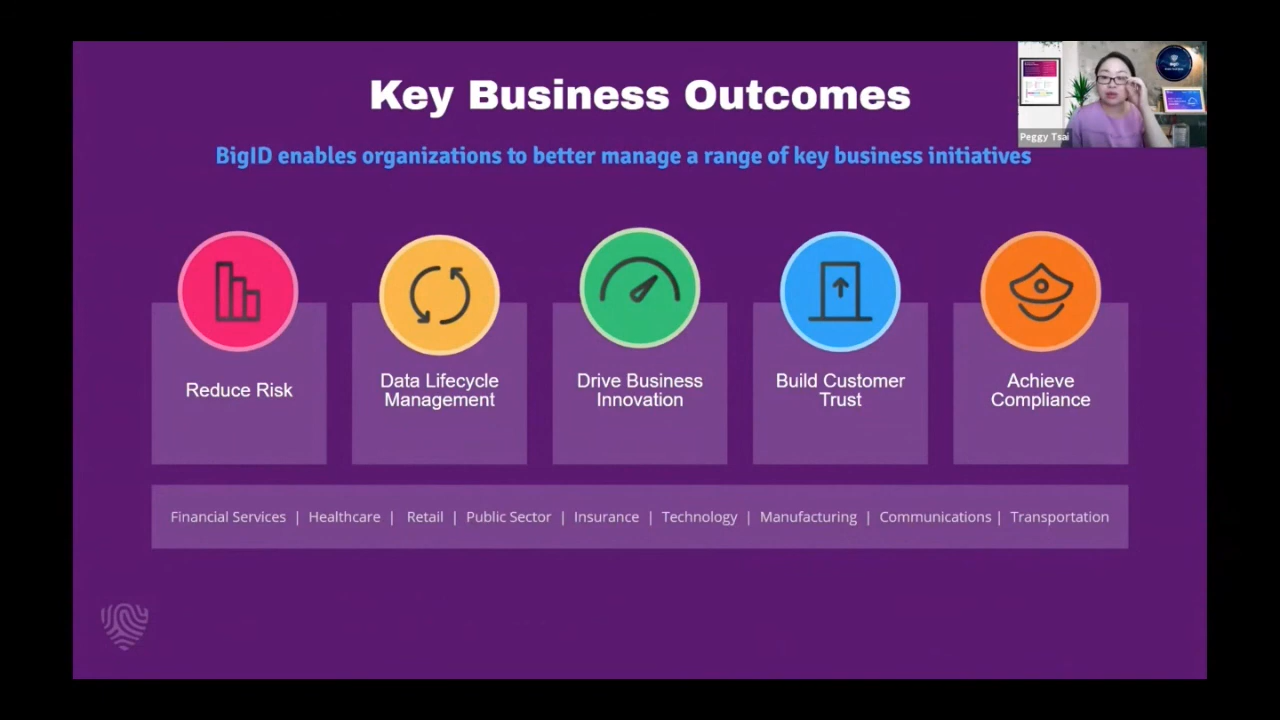 Key Business Outcomes
Peggy Tsai
BigID enables organizations to better manage a range of key business initiatives
Reduce Risk
Data Lifecycle
Management
Drive Business
Innovation
Build Customer
Trust
Achieve
Compliance
Financial Services | Healthcare | Retail | Public Sector | Insurance | Technology | Manufacturing | Communications | Transportation